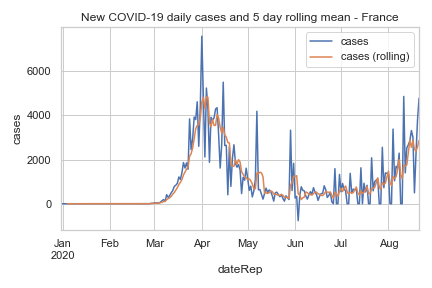 New COVID-19 daily cases and 5 day rolling mean - France
cases
cases (rolling)
6000
4000
2000
0
cases
Jan
2020
Feb
Mar
Apr
May
Jun
Jul
Aug
dateRep